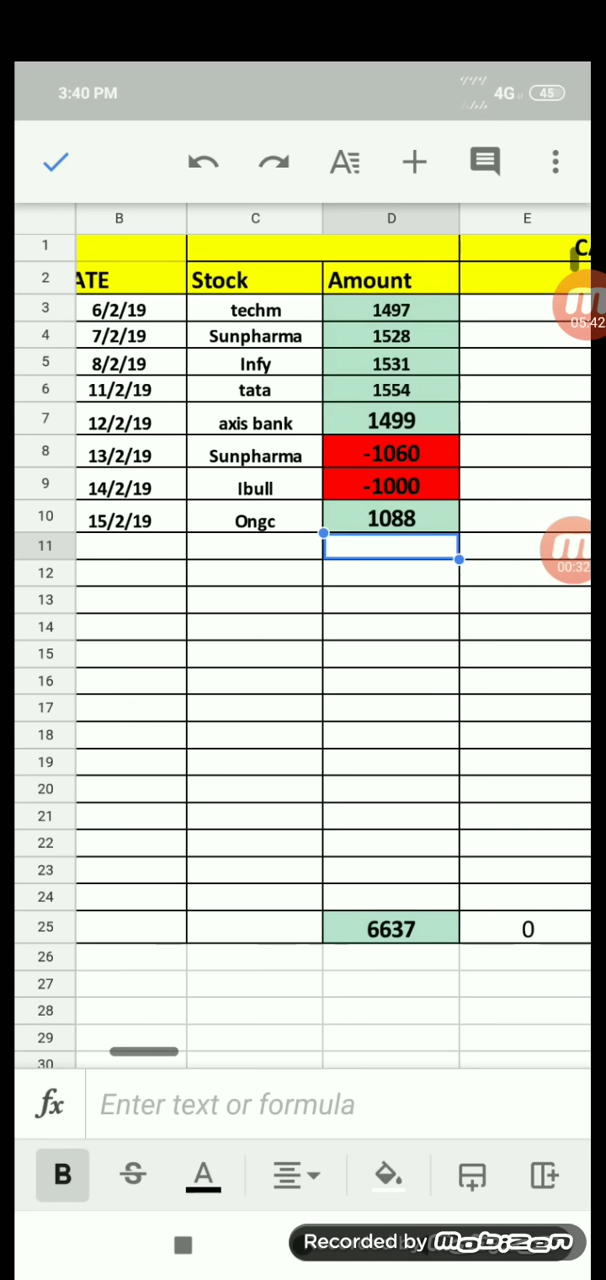 3:40 PM 4G 45
B C D E
1 CA
2 ATE Stock Amount
05:42
3 6/2/19 techm 1497
4 7/2/19 Sunpharma 1528
5 8/2/19 Infy 1531
6 11/2/19 tata 1554
7 12/2/19 axis bank 1499
8 13/2/19 Sunpharma -1060
9 14/2/19 Ibull -1000
10 15/2/19 Ongc 1088
11
00:32
12
13
14
15
16
17
18
19
20
21
22
23
24
25 6637 0
26
27
28
29
30
fx Enter text or formula
B S A
Recorded by mobizen